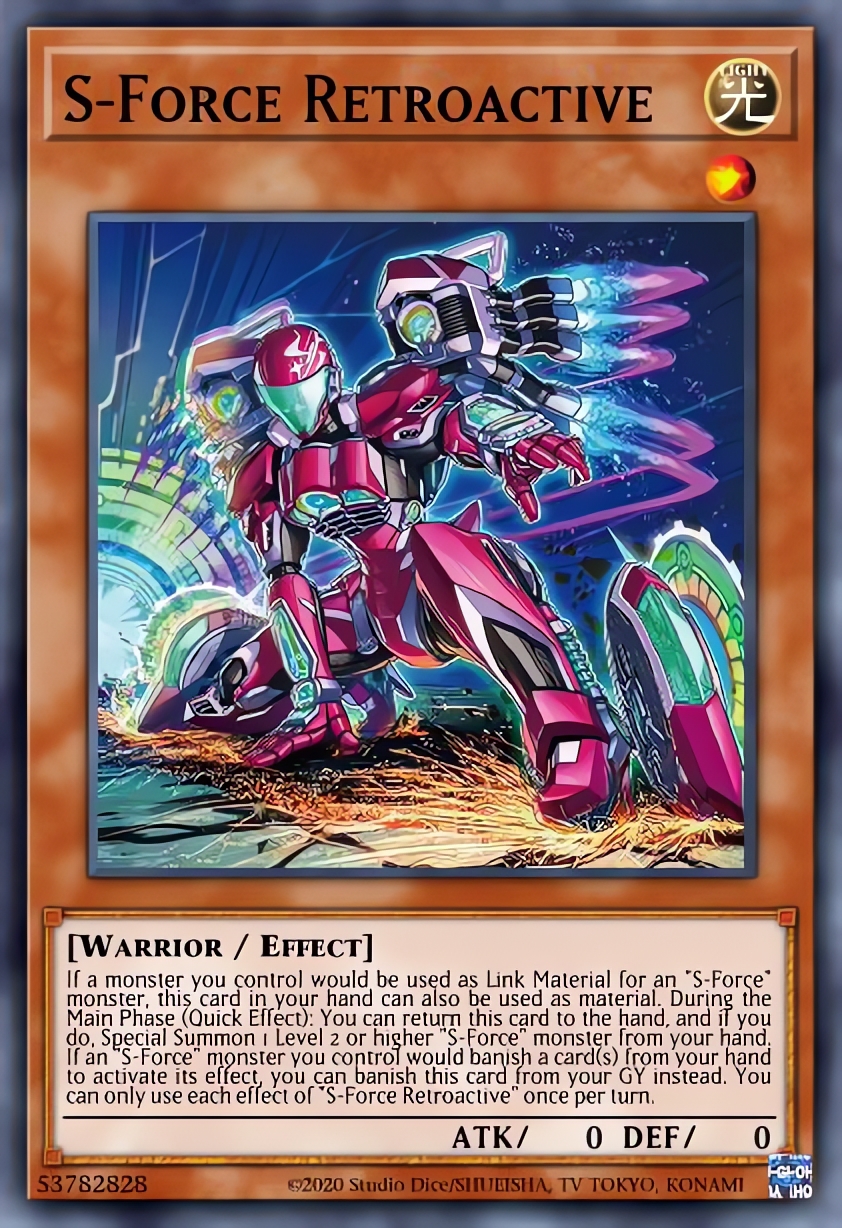 S-Force Retroactive
光
[Warrior / Effect]
If a monster you control would be used as Link Material for an "S-Force"
monster, this card in your hand can also be used as material. During the
Main Phase (Quick Effect): You can return this card to the hand, and if you
do, Special Summon 1 Level 2 or higher "S-Force" monster from your hand.
If an "S-Force" monster you control would banish a card(s) from your hand
to activate its effect, you can banish this card from your GY instead. You
can only use each effect of "S-Force Retroactive" once per turn.
ATK/ 0 DEF/ 0
53782828 ©2020 Studio Dice/SHUEISHA, TV TOKYO, KONAMI